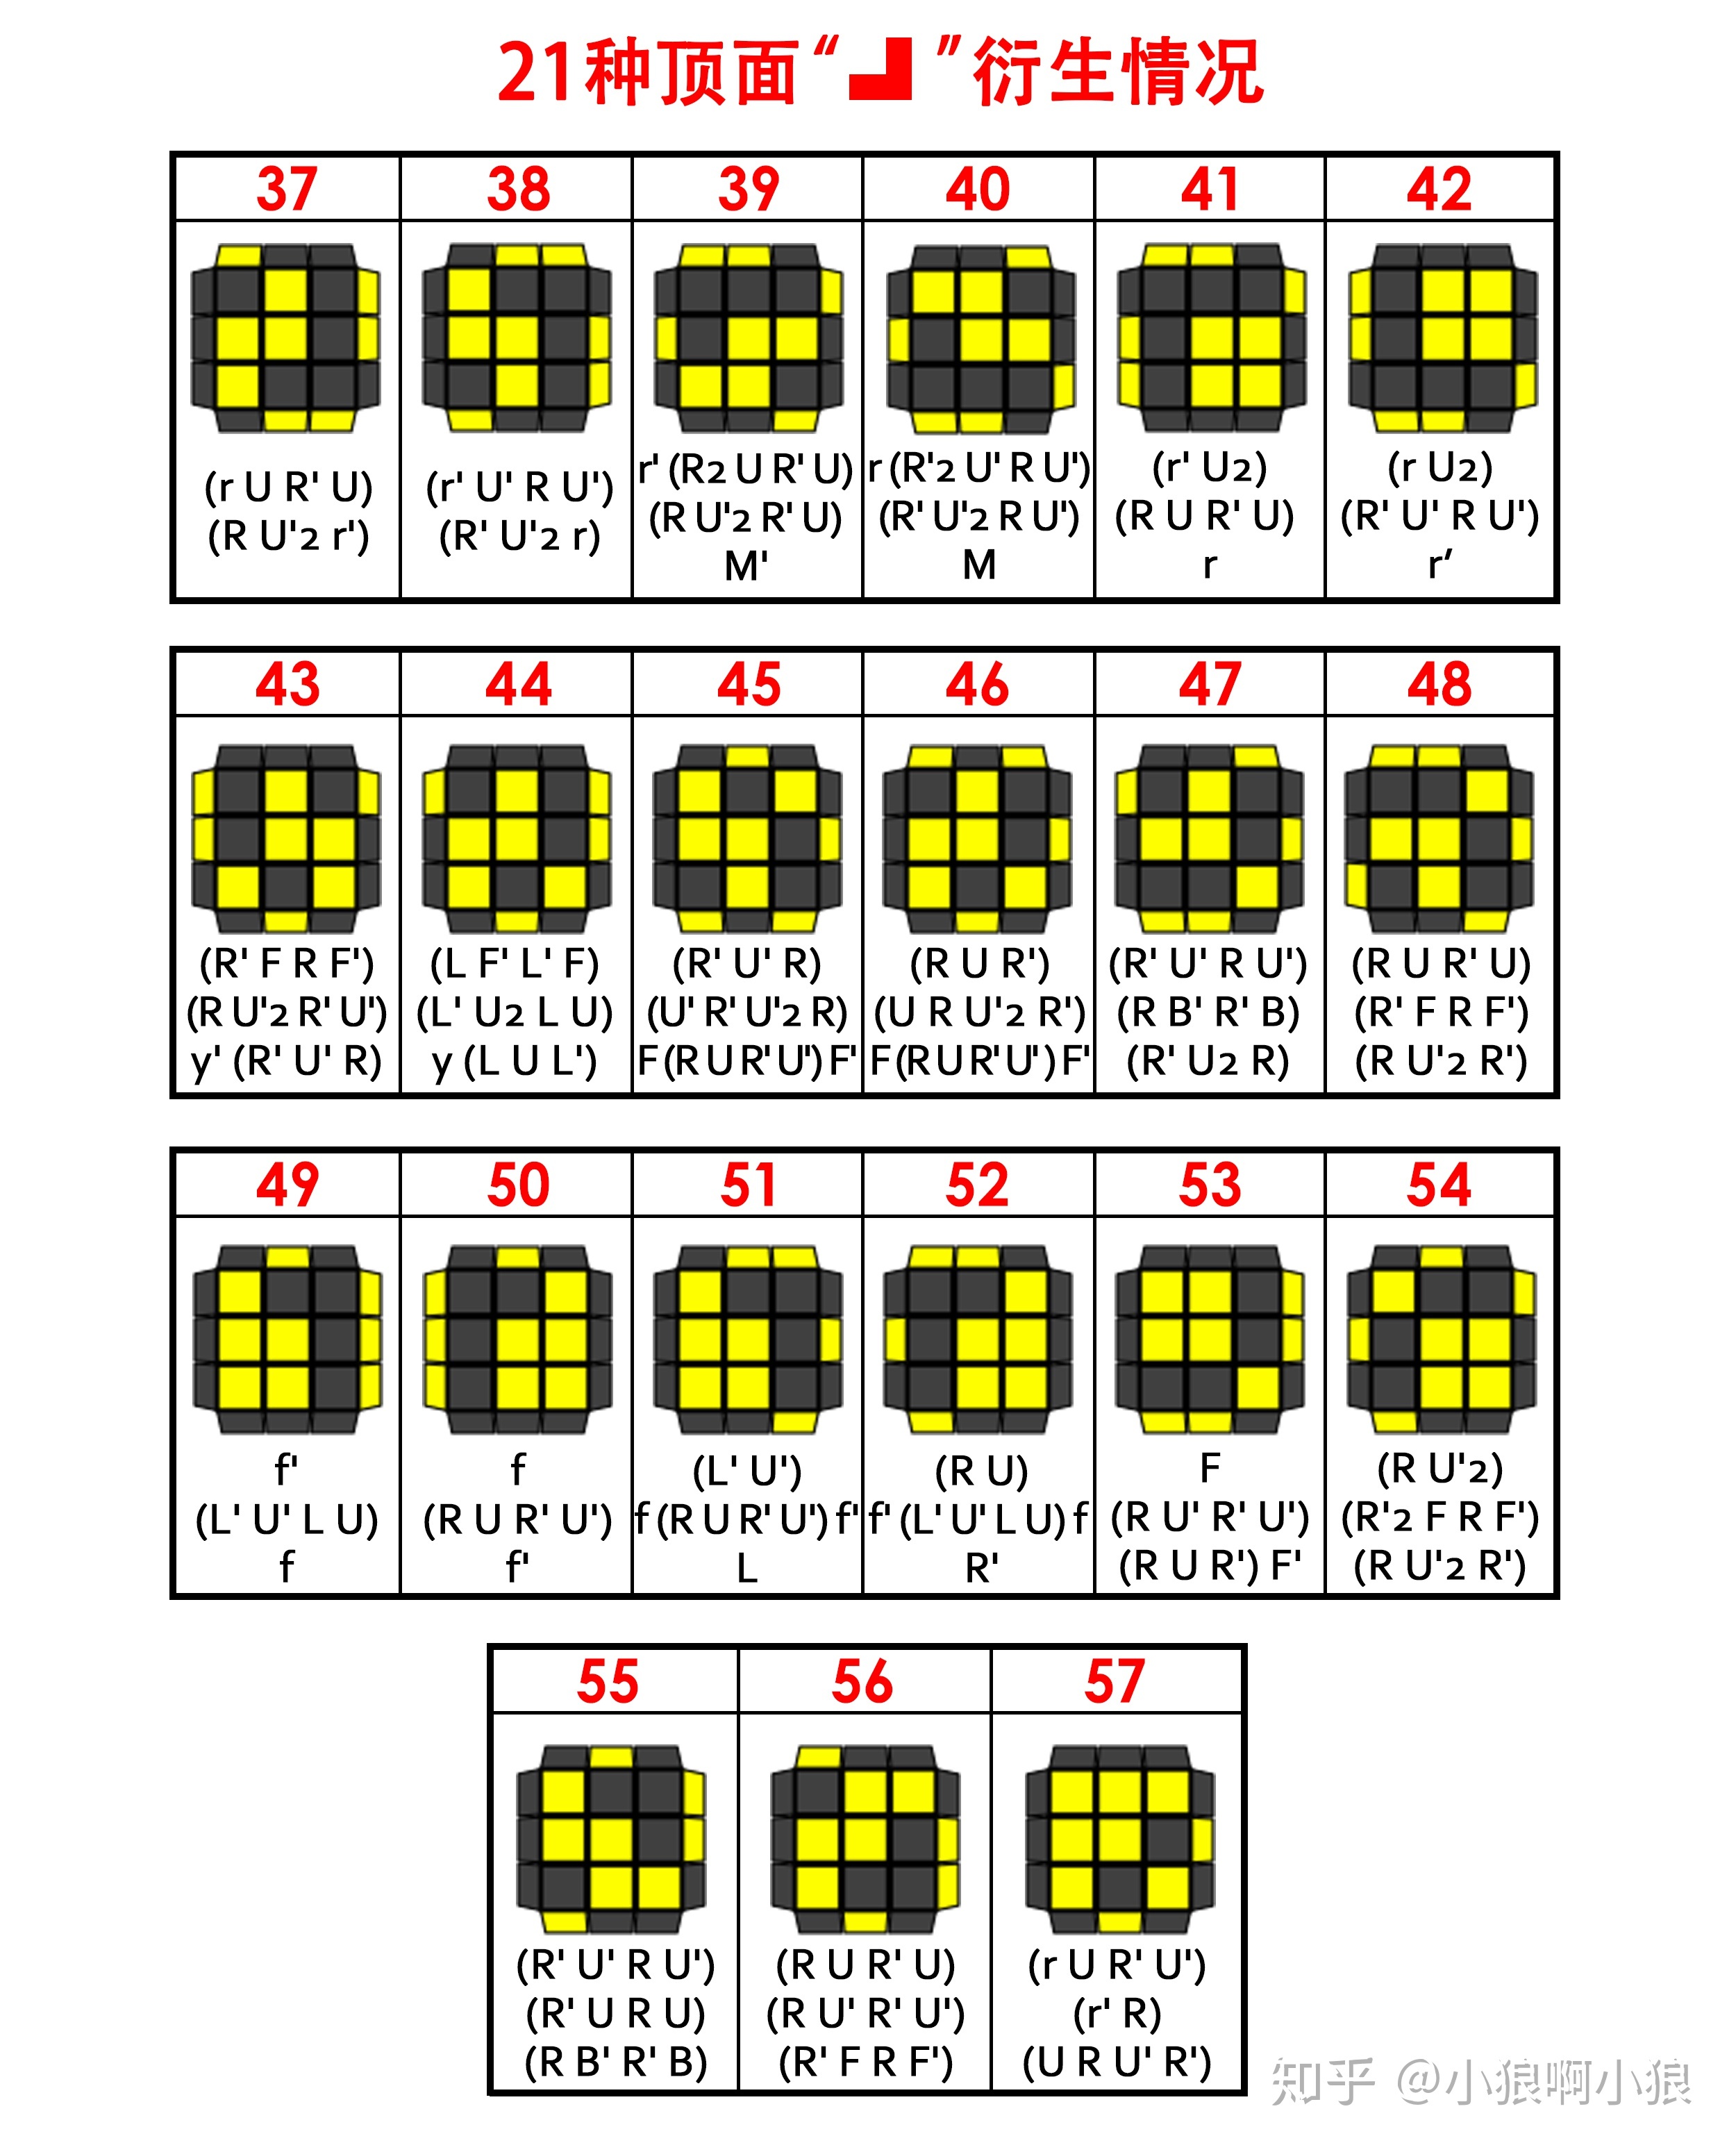 21种顶面“”衍生情况
37 38 39 40 41 42
(r U R' U)
(R U'2 r')
(r' U' R U')
(R' U'2 r)
r' (R2 U R' U)
(R U'2 R' U)
M'
r (R'2 U' R U')
(R' U'2 R U')
M
(r' U2)
(R U R' U)
r
(r U2)
(R' U' R U')
r’
43 44 45 46 47 48
(R' F R F')
(R U'2 R' U')
y' (R' U' R)
(L F' L' F)
(L' U2 L U)
y (L U L')
(R' U' R)
(U' R' U'2 R)
F (R U R' U') F'
(R U R')
(U R U'2 R')
F (R U R' U') F'
(R' U' R U')
(R B' R' B)
(R' U2 R)
(R U R' U)
(R' F R F')
(R U'2 R')
49 50 51 52 53 54
f'
(L' U' L U)
f
f
(R U R' U')
f'
(L' U')
f (R U R' U') f'
L
(R U)
f' (L' U' L U) f
R'
F
(R U' R' U')
(R U R') F'
(R U'2)
(R'2 F R F')
(R U'2 R')
55 56 57
(R' U' R U')
(R' U R U)
(R B' R' B)
(R U R' U)
(R U' R' U')
(R' F R F')
(r U R' U')
(r' R)
(U R U' R')
知乎 @小狼啊小狼